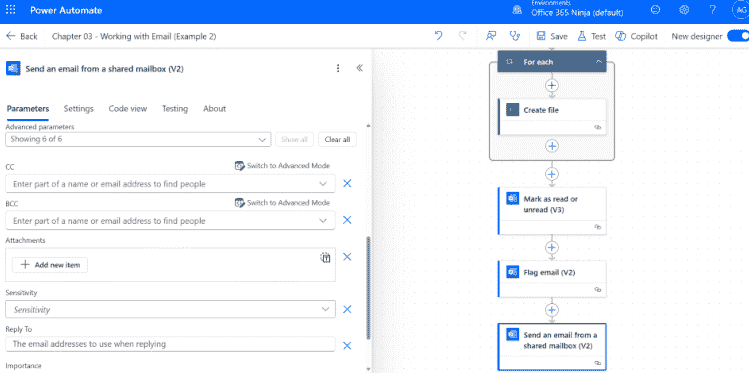 Power Automate
Environments
Office 365 Ninja (default)
?
AG
Back
Chapter 03 - Working with Email (Example 2)
Save
Test
Copilot
New designer
Send an email from a shared mailbox (V2)
Parameters
Settings
Code view
Testing
About
Advanced parameters
Showing 6 of 6
Show all
Clear all
CC
Switch to Advanced Mode
Enter part of a name or email address to find people
BCC
Switch to Advanced Mode
Enter part of a name or email address to find people
Attachments
Add new item
Sensitivity
Sensitivity
Reply To
The email addresses to use when replying
Importance
For each
Create file
Mark as read or
unread (V3)
Flag email (V2)
Send an email from a
shared mailbox (V2)